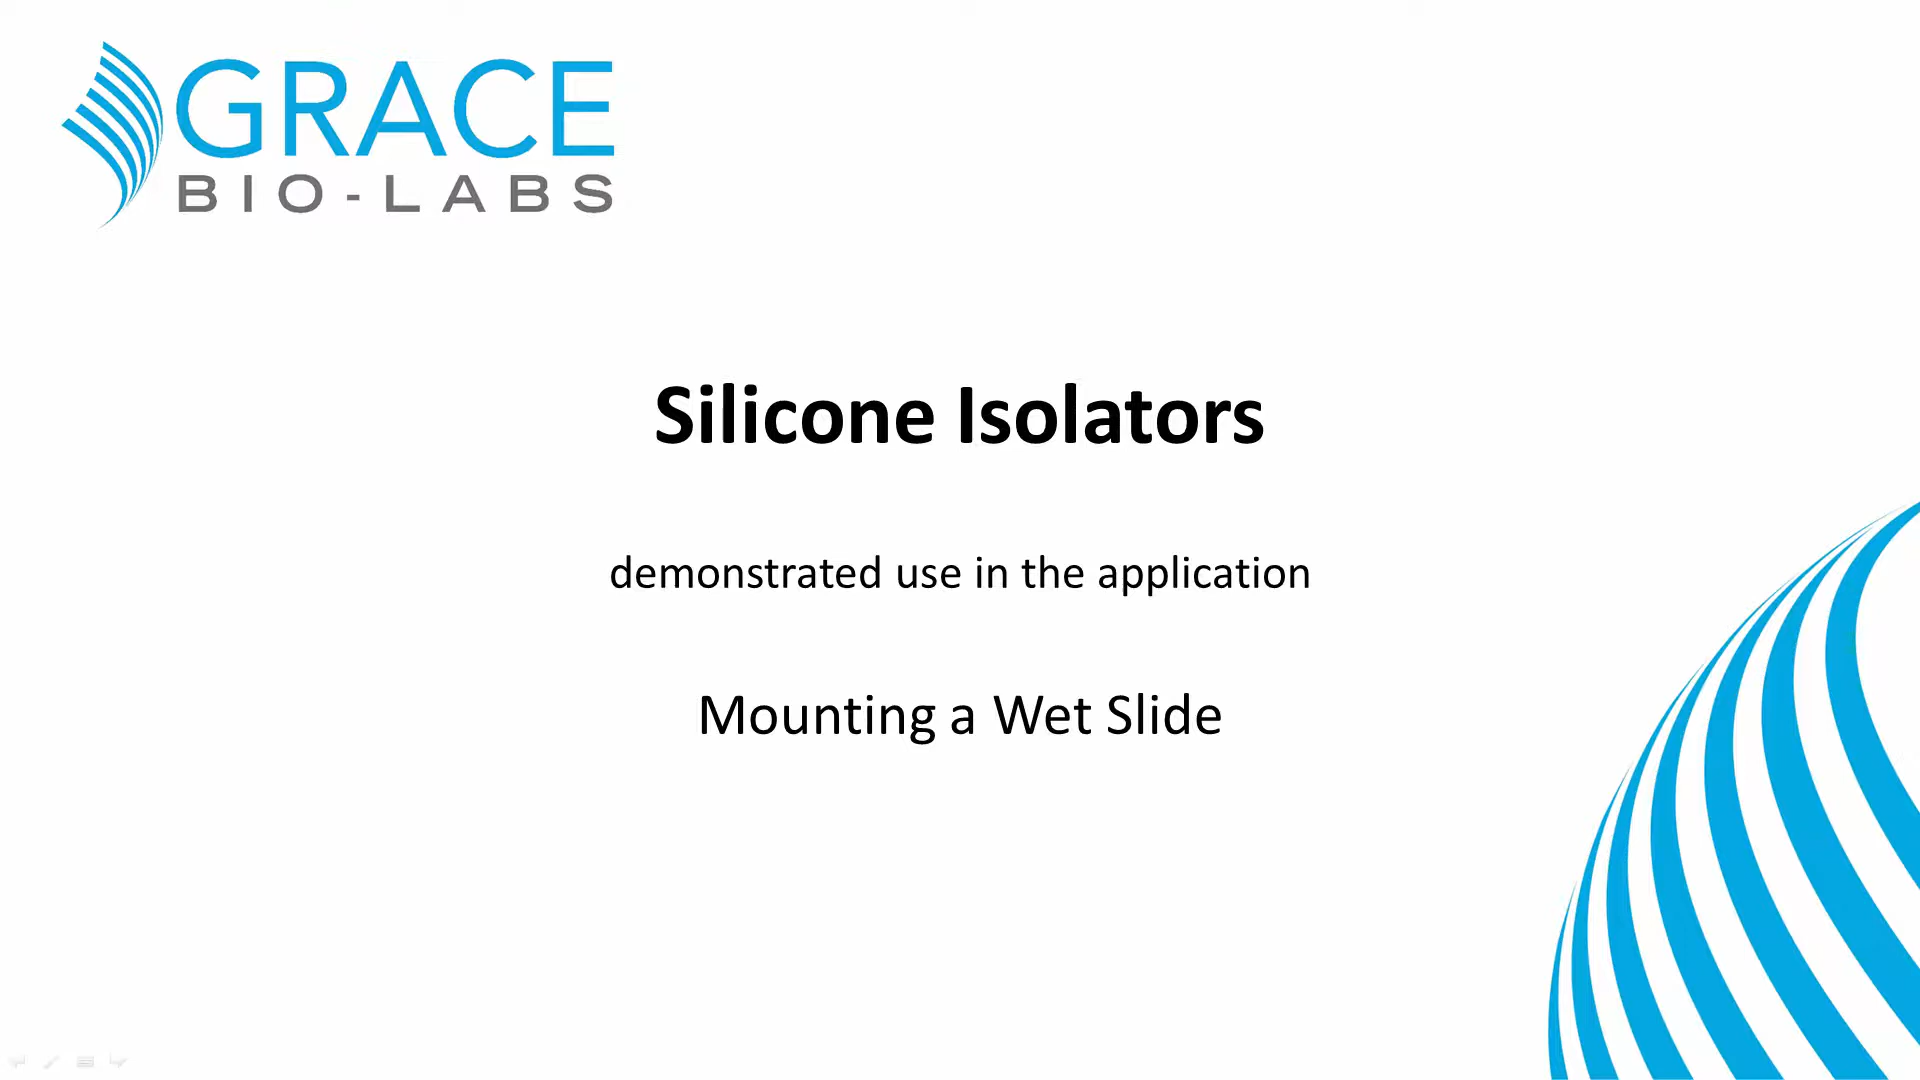 GRACE
BIO-LABS
Silicone Isolators
demonstrated use in the application
Mounting a Wet Slide